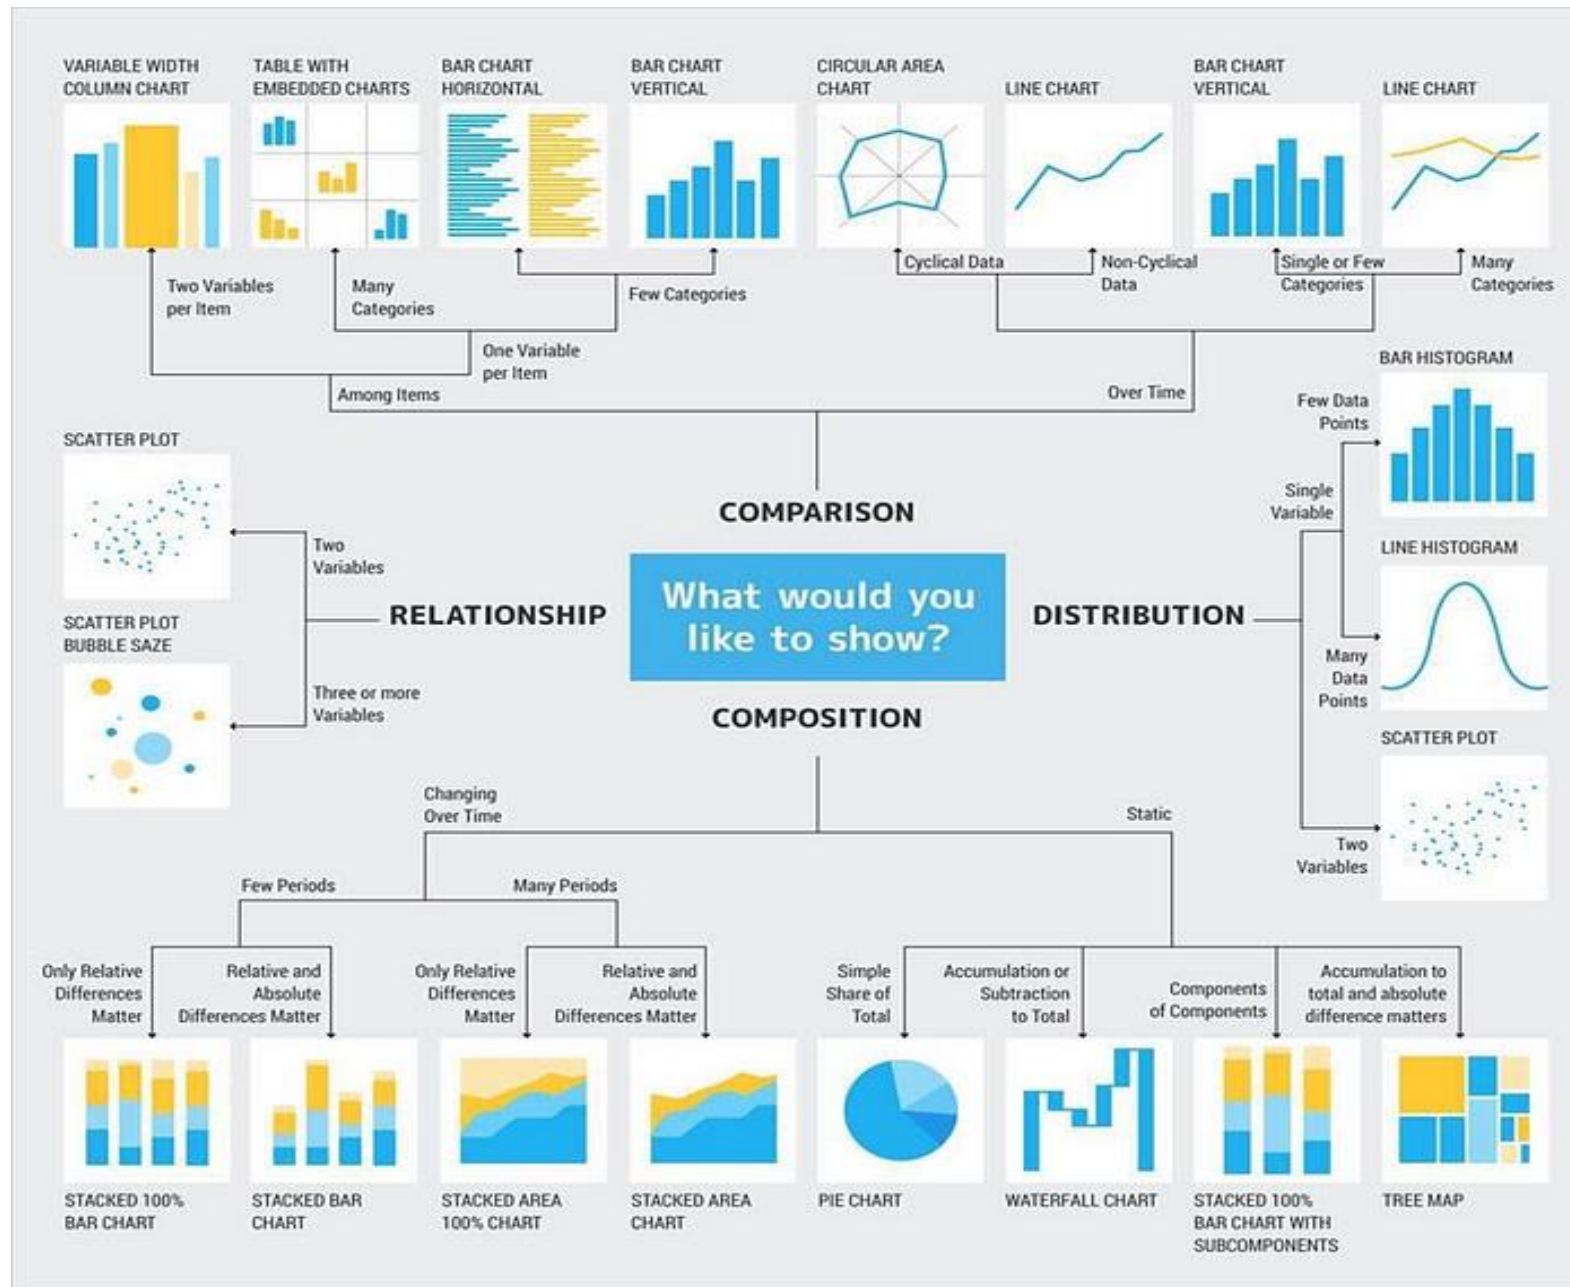 VARIABLE WIDTH
COLUMN CHART
TABLE WITH
EMBEDDED CHARTS
BAR CHART
HORIZONTAL
BAR CHART
VERTICAL
CIRCULAR AREA
CHART
LINE CHART
BAR CHART
VERTICAL
LINE CHART
Two Variables
per Item
Many
Categories
Few Categories
Cyclical Data
Non-Cyclical
Data
Single or Few
Categories
Many
Categories
One Variable
per Item
Among Items
Over Time
BAR HISTOGRAM
Few Data
Points
Single
Variable
LINE HISTOGRAM
Many
Data
Points
SCATTER PLOT
Two
Variables
SCATTER PLOT
Two
Variables
SCATTER PLOT
BUBBLE SAZE
Three or more
Variables
COMPARISON
RELATIONSHIP
What would you
like to show?
DISTRIBUTION
COMPOSITION
Changing
Over Time
Static
Few Periods
Many Periods
Only Relative
Differences
Matter
Relative and
Absolute
Differences Matter
Only Relative
Differences
Matter
Relative and
Absolute
Differences Matter
Simple
Share of
Total
Accumulation or
Subtraction
to Total
Components
of Components
Accumulation to
total and absolute
difference matters
STACKED 100%
BAR CHART
STACKED BAR
CHART
STACKED AREA
100% CHART
STACKED AREA
CHART
PIE CHART
WATERFALL CHART
STACKED 100%
BAR CHART WITH
SUBCOMPONENTS
TREE MAP